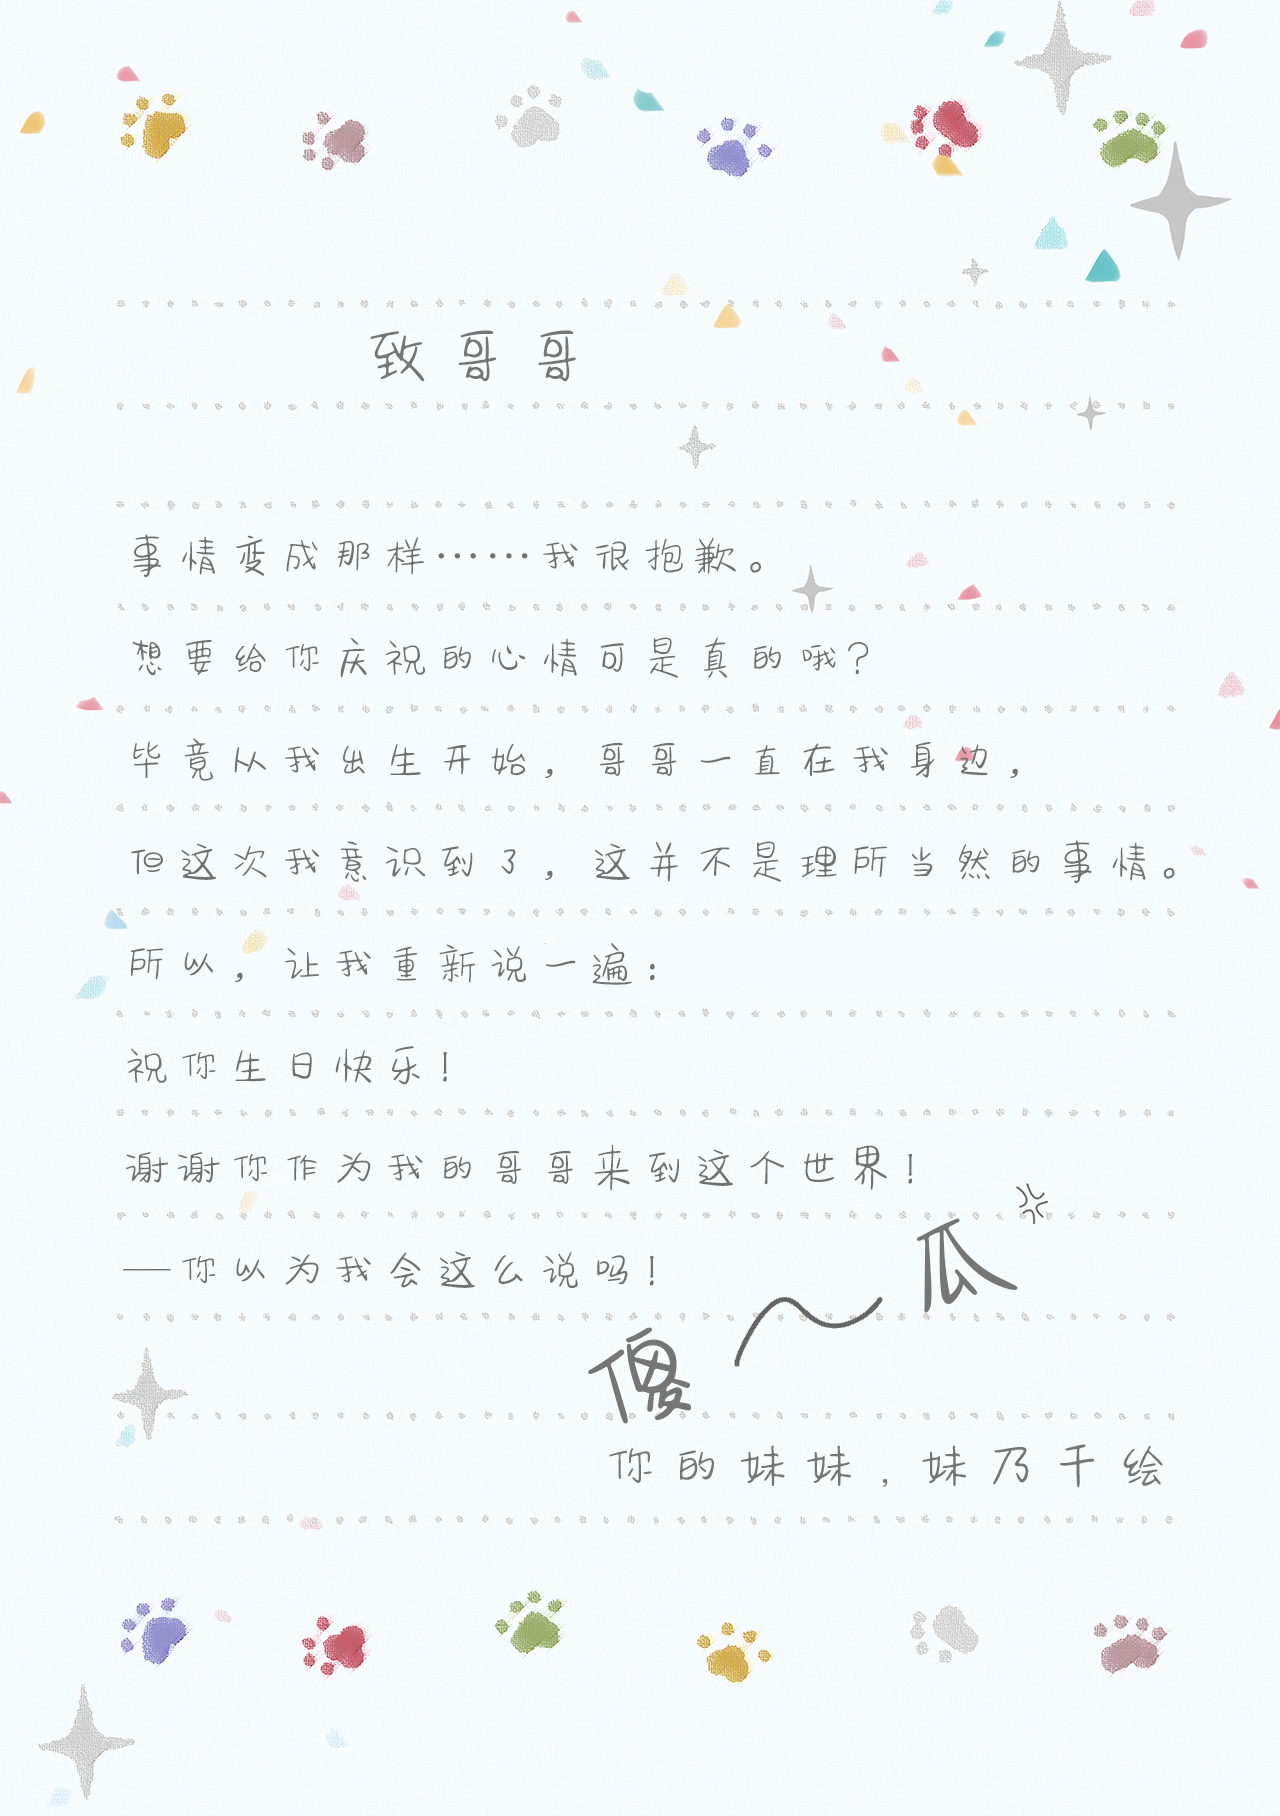 致哥哥
事情变成那样……我很抱歉。
想要给你庆祝的心情可是真的哦?
毕竟从我出生开始，哥哥一直在我身边，
但这次我意识到了，这并不是理所当然的事情。
所以，让我重新说一遍：
祝你生日快乐！
谢谢你作为我的哥哥来到这个世界！
—你以为我会这么说吗！
傻～瓜
你的妹妹，妹乃千绘